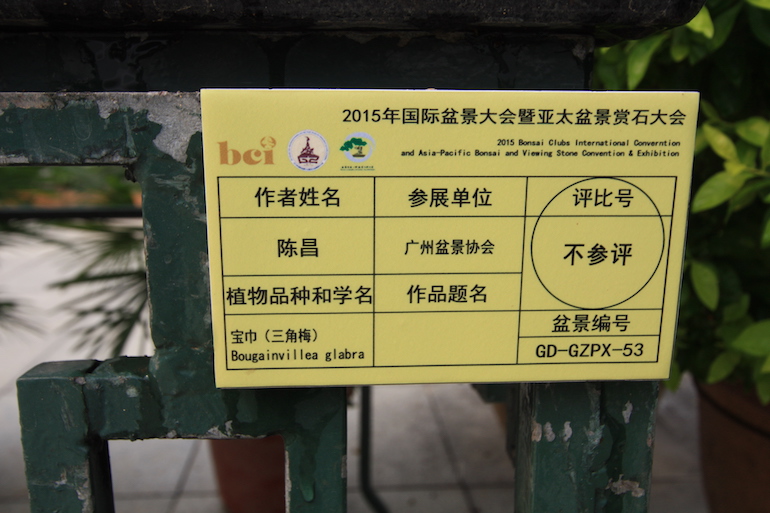 2015年国际盆景大会暨亚太盆景赏石大会
bci
2015 Bonsai Clubs International Converntion
and Asia-Pacific Bonsai and Viewing Stone Convention & Exhibition
作者姓名 参展单位 评比号
陈昌 广州盆景协会 不参评
植物品种和学名 作品题名
盆景编号
宝巾（三角梅）
Bougainvillea glabra
GD-GZPX-53